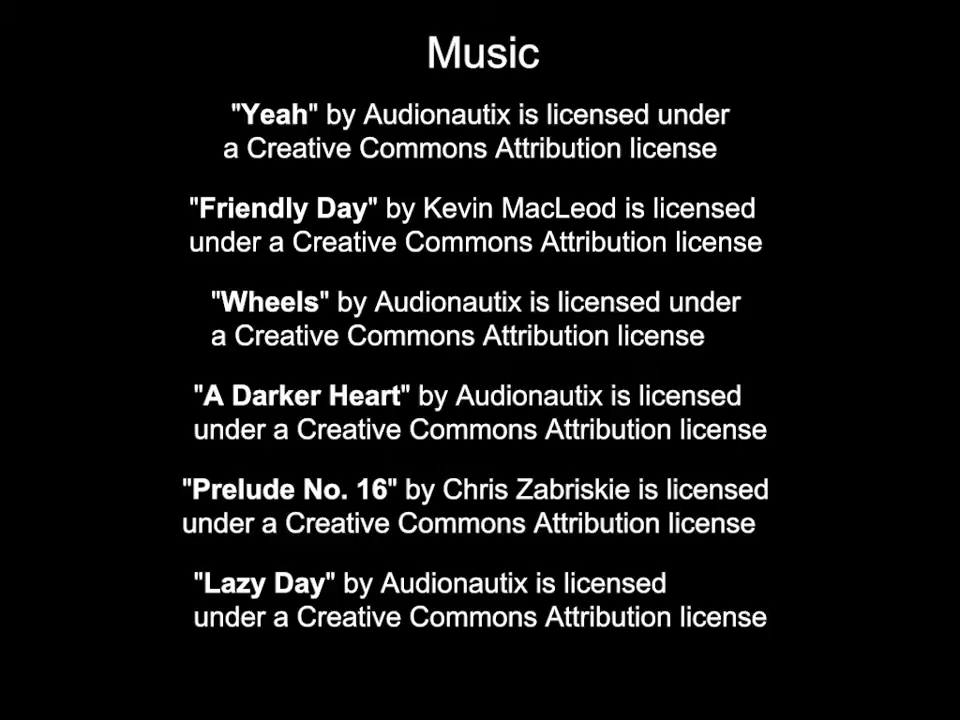 Music
"Yeah" by Audionautix is licensed under
a Creative Commons Attribution license
"Friendly Day" by Kevin MacLeod is licensed
under a Creative Commons Attribution license
"Wheels" by Audionautix is licensed under
a Creative Commons Attribution license
"A Darker Heart" by Audionautix is licensed
under a Creative Commons Attribution license
"Prelude No. 16" by Chris Zabriskie is licensed
under a Creative Commons Attribution license
"Lazy Day" by Audionautix is licensed
under a Creative Commons Attribution license